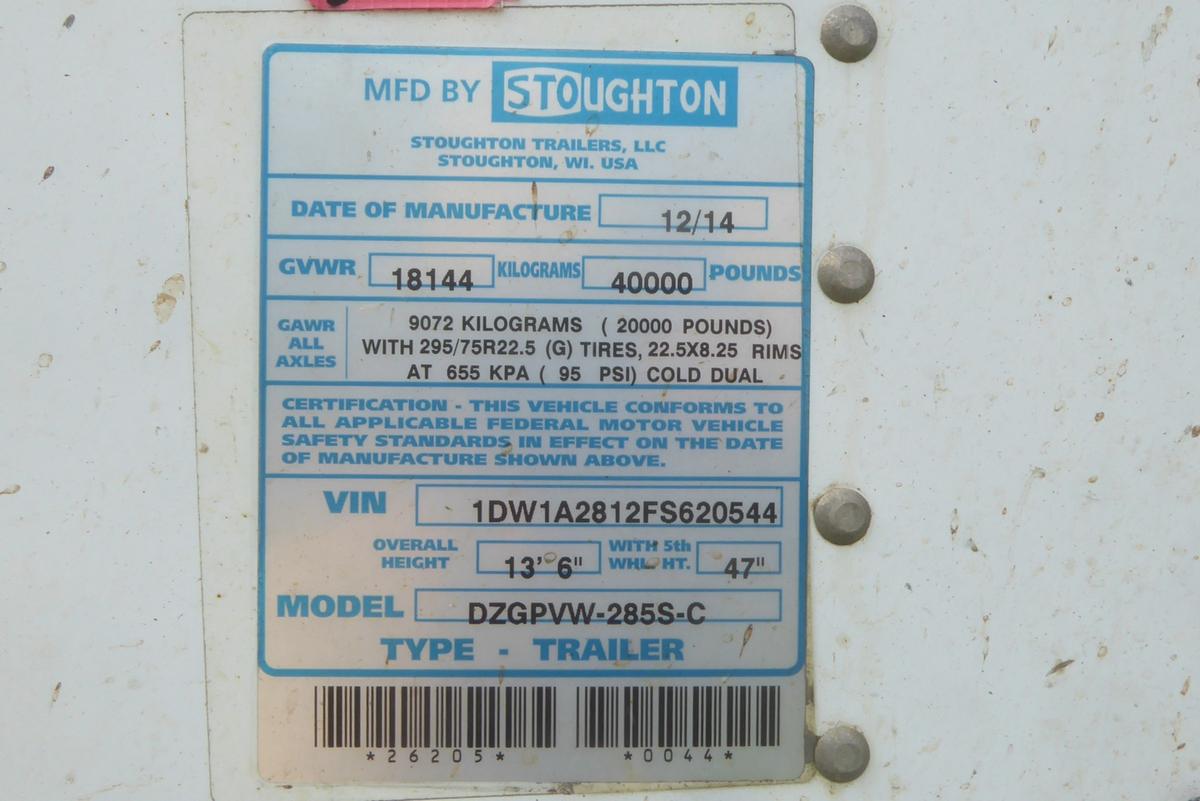 MFD BY STOUGHTON
STOUGHTON TRAILERS, LLC
STOUGHTON, WI. USA
DATE OF MANUFACTURE 12/14
GVWR 18144 KILOGRAMS 40000 POUNDS
GAWR ALL AXLES
9072 KILOGRAMS ( 20000 POUNDS)
WITH 295/75R22.5 (G) TIRES, 22.5X8.25 RIMS
AT 655 KPA ( 95 PSI) COLD DUAL
CERTIFICATION - THIS VEHICLE CONFORMS TO
ALL APPLICABLE FEDERAL MOTOR VEHICLE
SAFETY STANDARDS IN EFFECT ON THE DATE
OF MANUFACTURE SHOWN ABOVE.
VIN 1DW1A2812FS620544
OVERALL HEIGHT 13' 6" WITH 5th WHL. HT. 47"
MODEL DZGPVW-285S-C
TYPE - TRAILER
*26205* *0044*